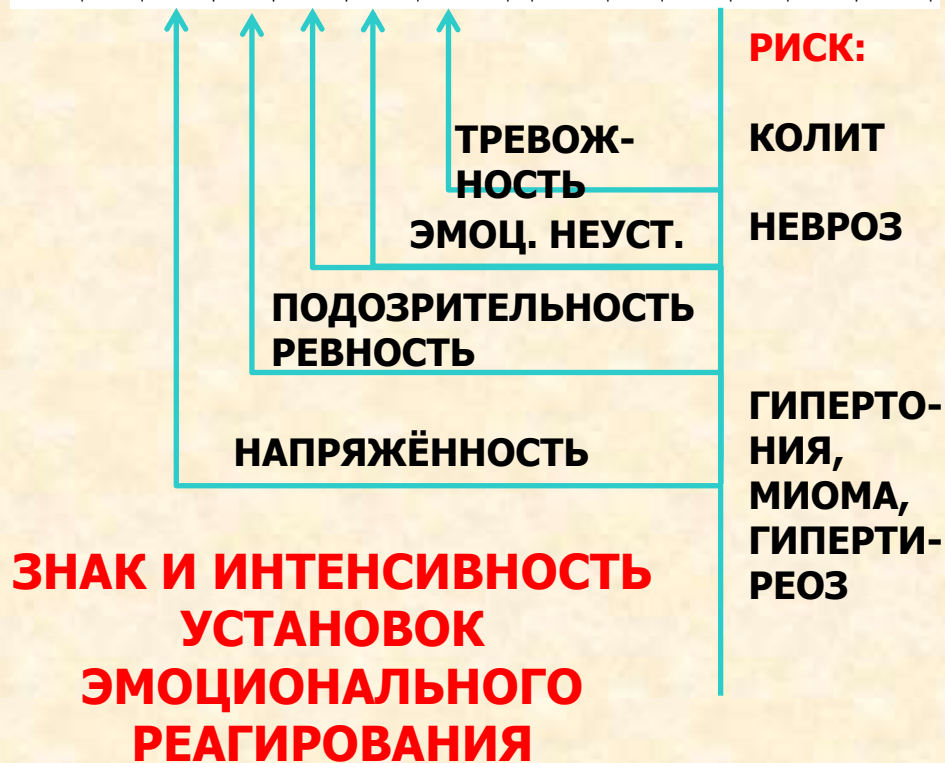 РИСК:
ТРЕВОЖ-
НОСТЬ
КОЛИТ
ЭМОЦ. НЕУСТ.
НЕВРОЗ
ПОДОЗРИТЕЛЬНОСТЬ
РЕВНОСТЬ
НАПРЯЖЁННОСТЬ
ГИПЕРТО-
НИЯ,
МИОМА,
ГИПЕРТИ-
РЕОЗ
ЗНАК И ИНТЕНСИВНОСТЬ
УСТАНОВОК
ЭМОЦИОНАЛЬНОГО
РЕАГИРОВАНИЯ